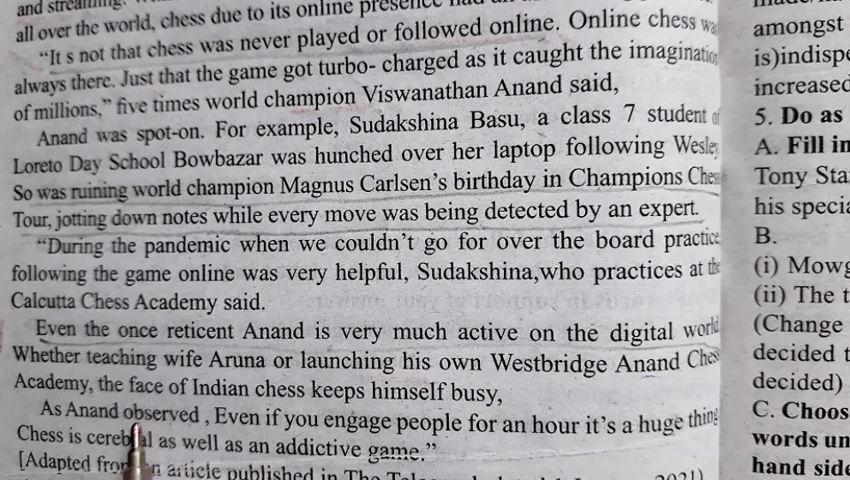 and streaming.
all over the world, chess due to its online presence had an
"It s not that chess was never played or followed online. Online chess wa
always there. Just that the game got turbo- charged as it caught the imagination
of millions," five times world champion Viswanathan Anand said,
Anand was spot-on. For example, Sudakshina Basu, a class 7 student of
Loreto Day School Bowbazar was hunched over her laptop following Wesley
So was ruining world champion Magnus Carlsen's birthday in Champions Chess
Tour, jotting down notes while every move was being detected by an expert.
"During the pandemic when we couldn't go for over the board practice
following the game online was very helpful, Sudakshina,who practices at the
Calcutta Chess Academy said.
Even the once reticent Anand is very much active on the digital world
Whether teaching wife Aruna or launching his own Westbridge Anand Chess
Academy, the face of Indian chess keeps himself busy,
As Anand observed , Even if you engage people for an hour it's a huge thing
Chess is cerebral as well as an addictive game."
[Adapted from an article published in The 2021)
amongst
is)indispe
increased
5. Do as
A. Fill in
Tony Sta
his specia
B.
(i) Mowg
(ii) The t
(Change
decided t
decided)
C. Choos
words un
hand side